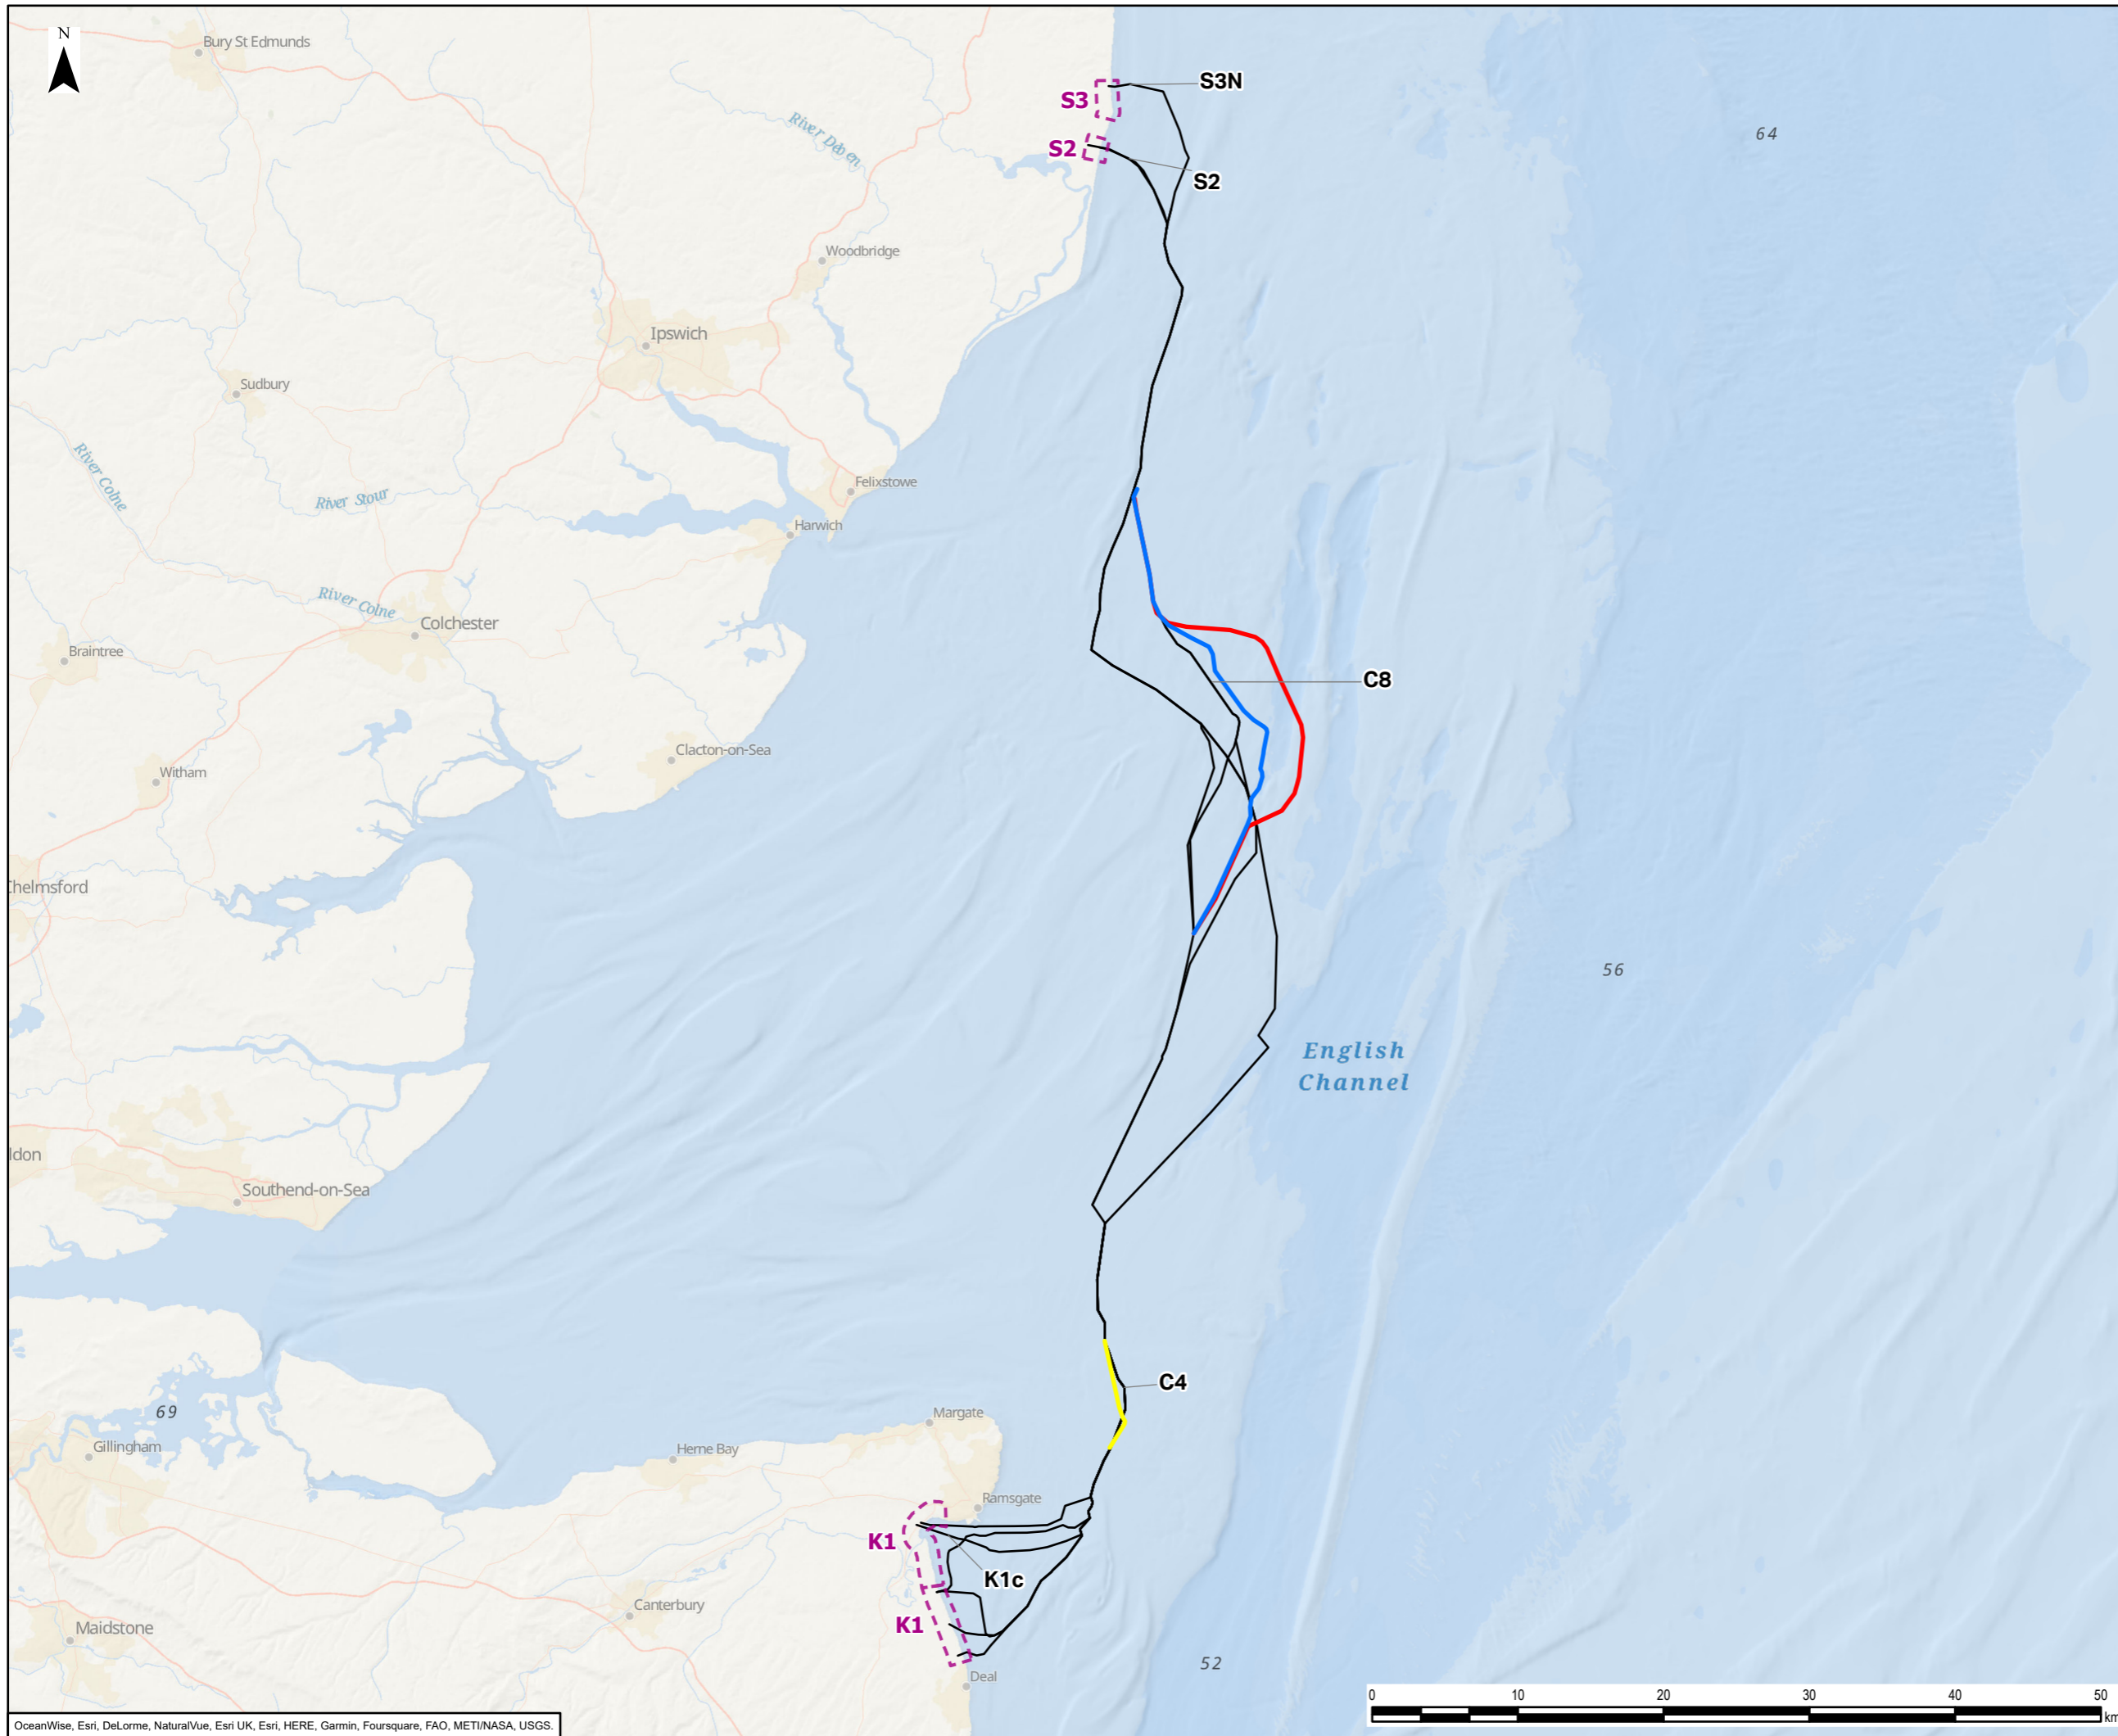 N
Bury St Edmunds
S3N
S3
River Deben
64
S2
S2
Woodbridge
Ipswich
Sudbury
River Colne
River Stour
Felixstowe
Harwich
River Colne
Colchester
Braintree
C8
Clacton-on-Sea
Witham
Chelmsford
56
English
Channel
ldon
Southend-on-Sea
C4
69
Margate
Gillingham
Herne Bay
Ramsgate
K1
K1c
Canterbury
K1
Maidstone
52
Deal
0 10 20 30 40 50
km
OceanWise, Esri, DeLorme, NaturalVue, Esri UK, Esri, HERE, Garmin, Foursquare, FAO, METI/NASA, USGS.